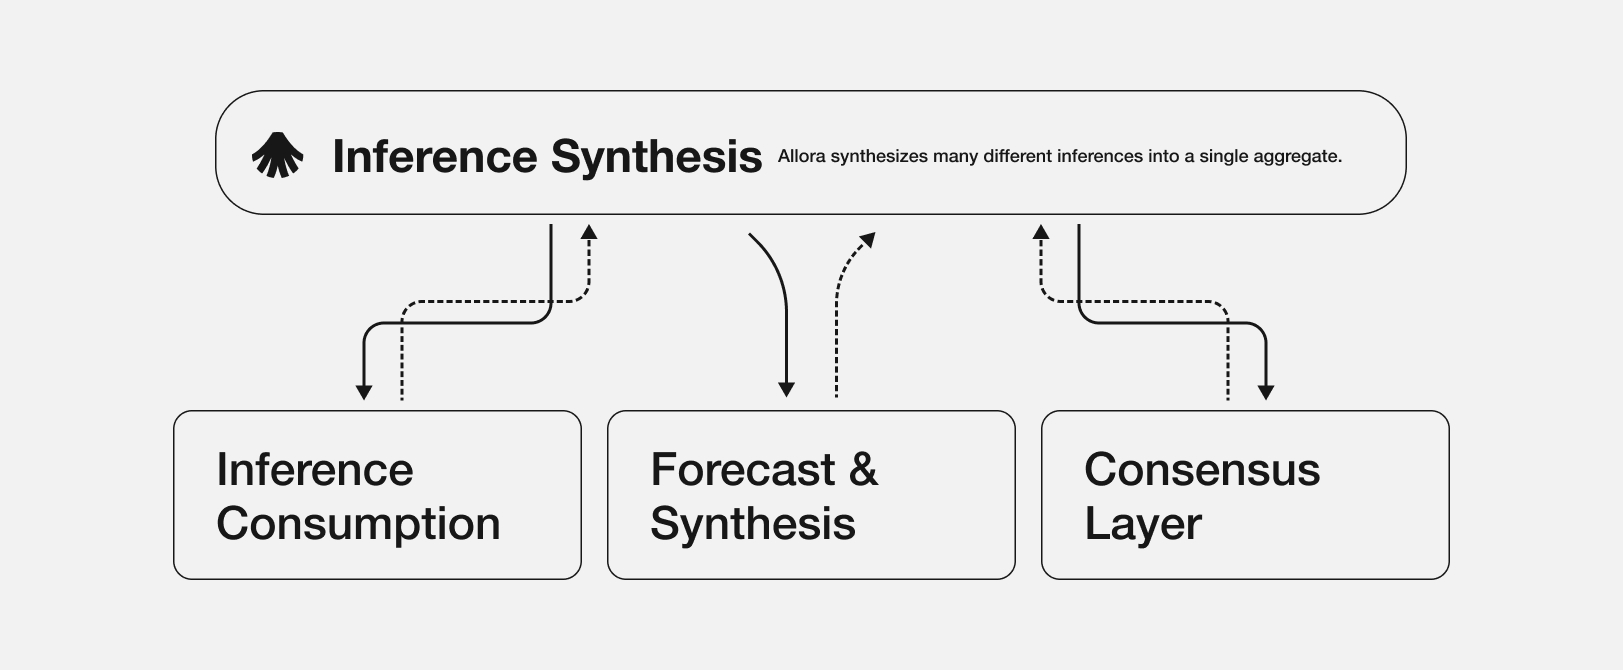 Inference Synthesis Allora synthesizes many different inferences into a single aggregate.
Inference
Consumption
Forecast &
Synthesis
Consensus
Layer